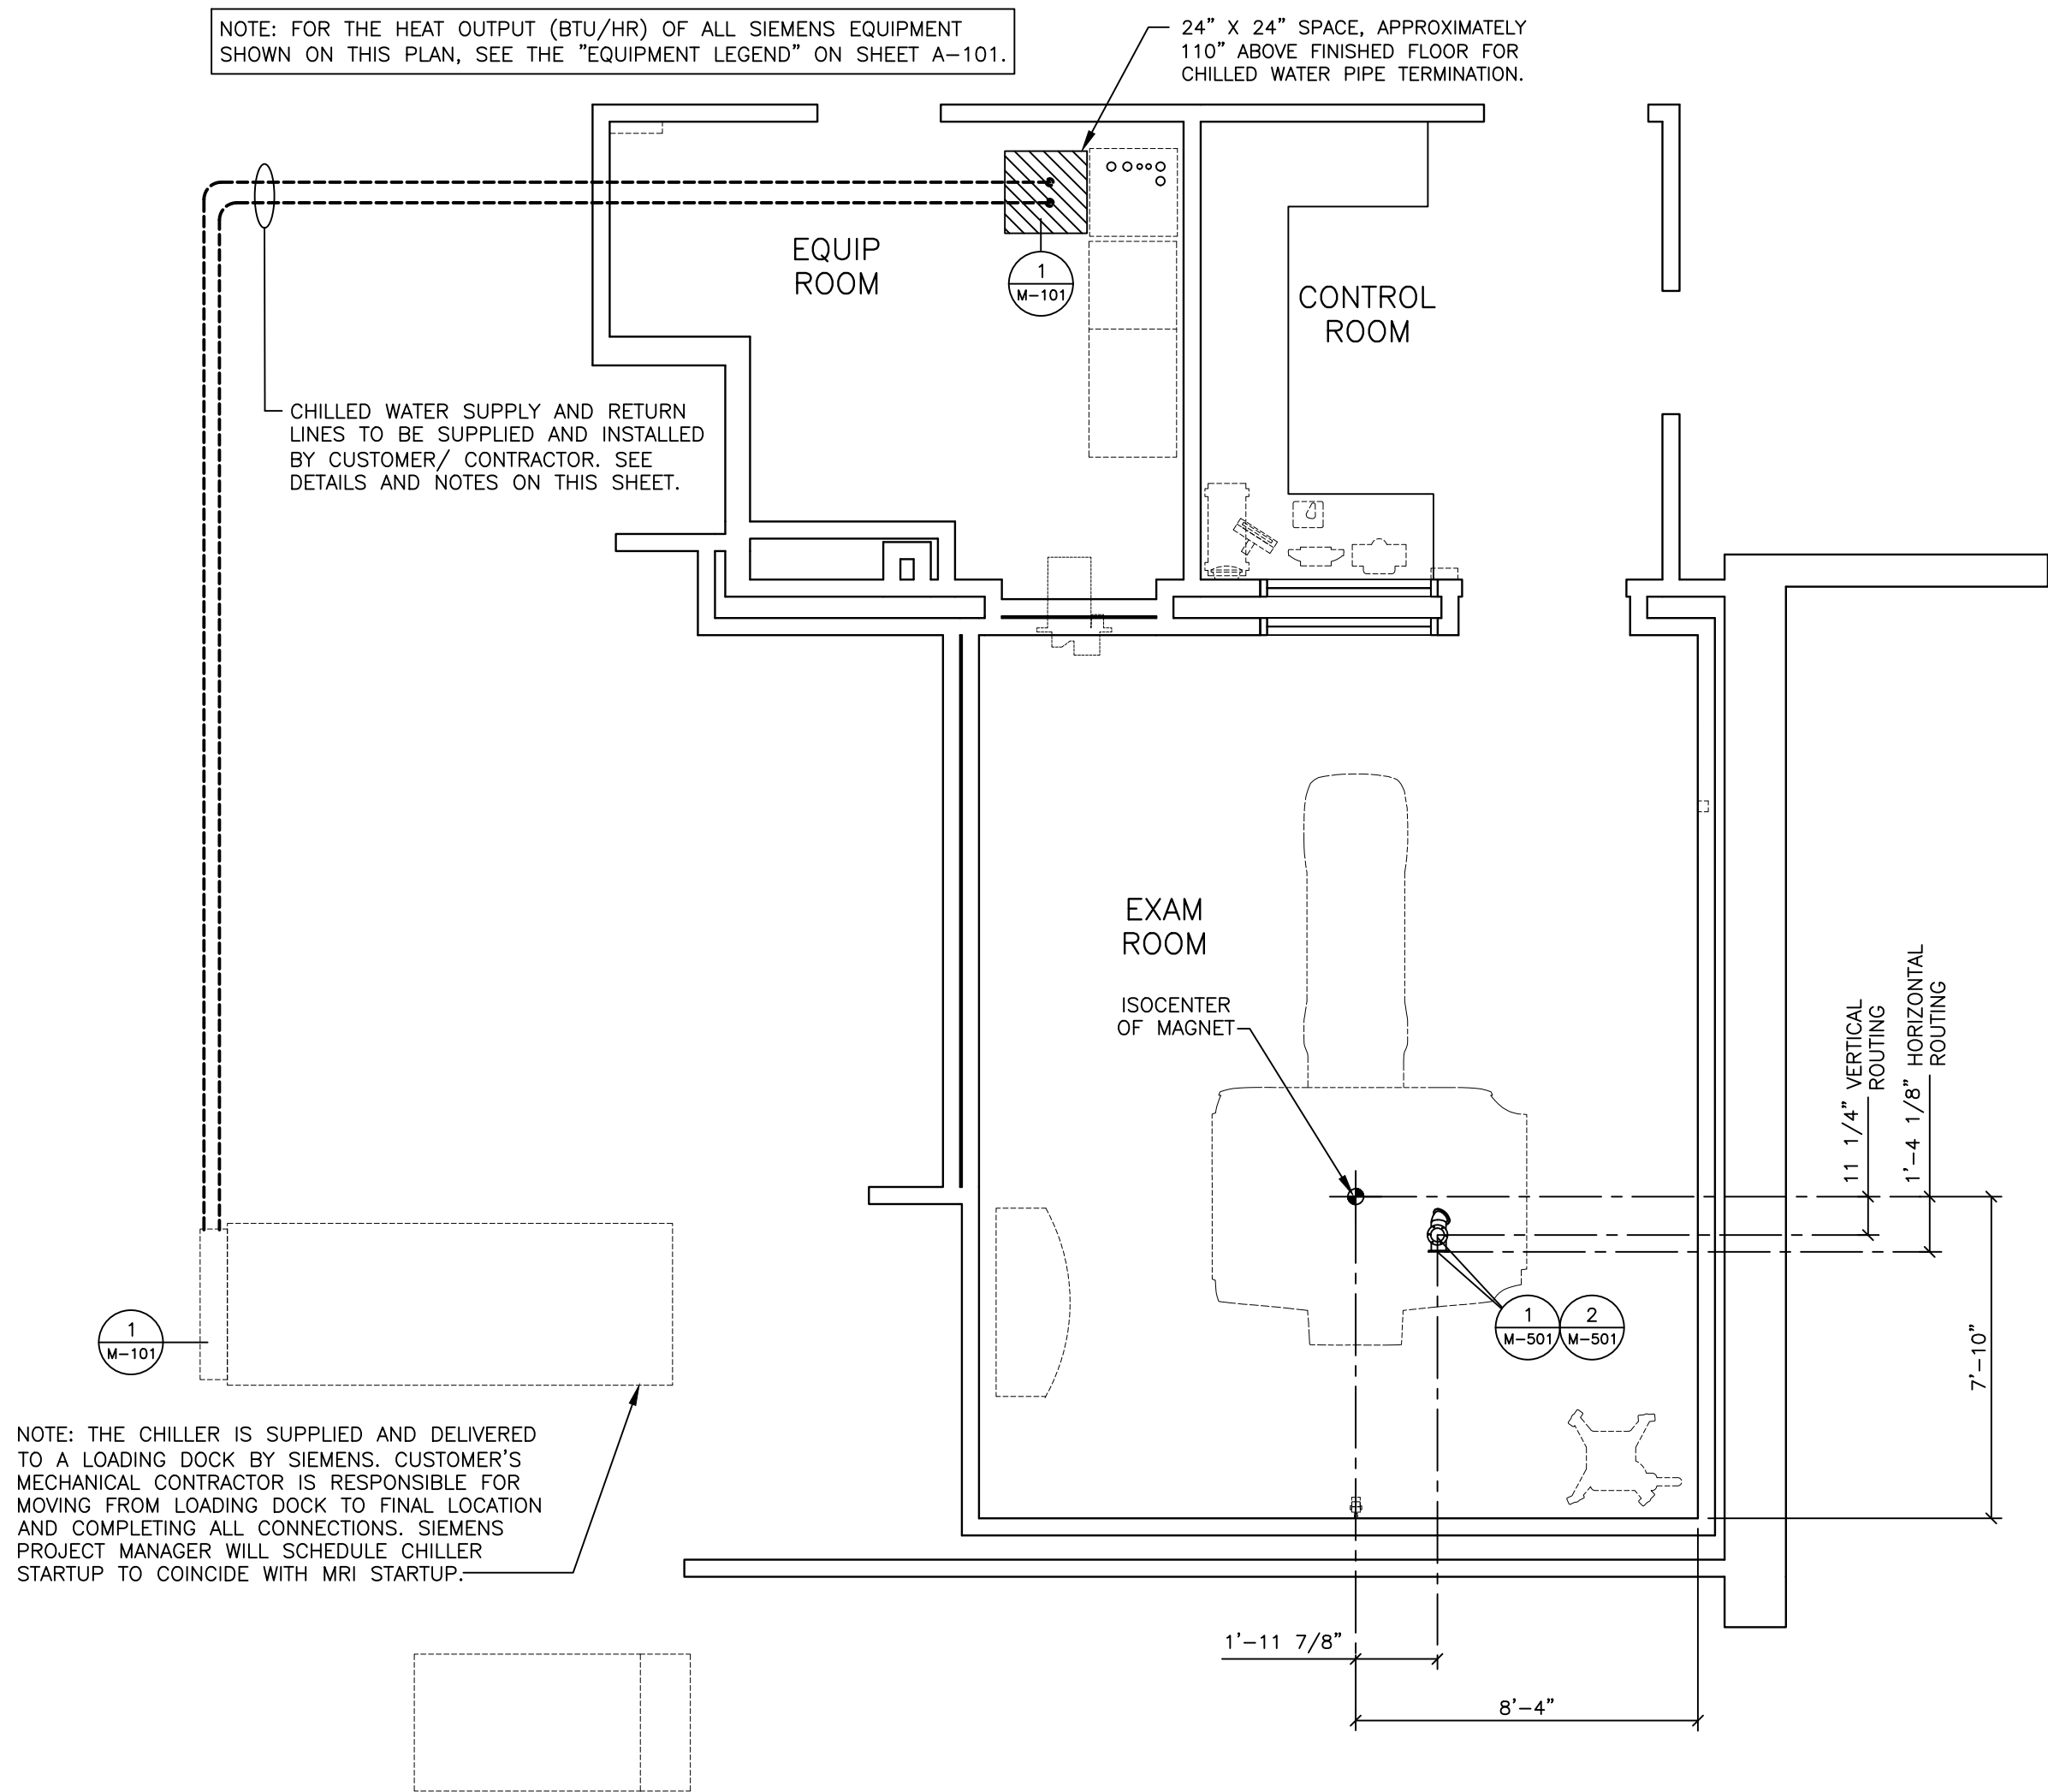 NOTE: FOR THE HEAT OUTPUT (BTU/HR) OF ALL SIEMENS EQUIPMENT
SHOWN ON THIS PLAN, SEE THE "EQUIPMENT LEGEND" ON SHEET A-101.
24" X 24" SPACE, APPROXIMATELY
110" ABOVE FINISHED FLOOR FOR
CHILLED WATER PIPE TERMINATION.
EQUIP
ROOM
1
M-101
CONTROL
ROOM
CHILLED WATER SUPPLY AND RETURN
LINES TO BE SUPPLIED AND INSTALLED
BY CUSTOMER/ CONTRACTOR. SEE
DETAILS AND NOTES ON THIS SHEET.
EXAM
ROOM
ISOCENTER
OF MAGNET
11 1/4" VERTICAL
ROUTING
1'-4 1/8" HORIZONTAL
ROUTING
1
M-101
1
M-501
2
M-501
7'-10"
NOTE: THE CHILLER IS SUPPLIED AND DELIVERED
TO A LOADING DOCK BY SIEMENS. CUSTOMER'S
MECHANICAL CONTRACTOR IS RESPONSIBLE FOR
MOVING FROM LOADING DOCK TO FINAL LOCATION
AND COMPLETING ALL CONNECTIONS. SIEMENS
PROJECT MANAGER WILL SCHEDULE CHILLER
STARTUP TO COINCIDE WITH MRI STARTUP.
1'-11 7/8"
8'-4"